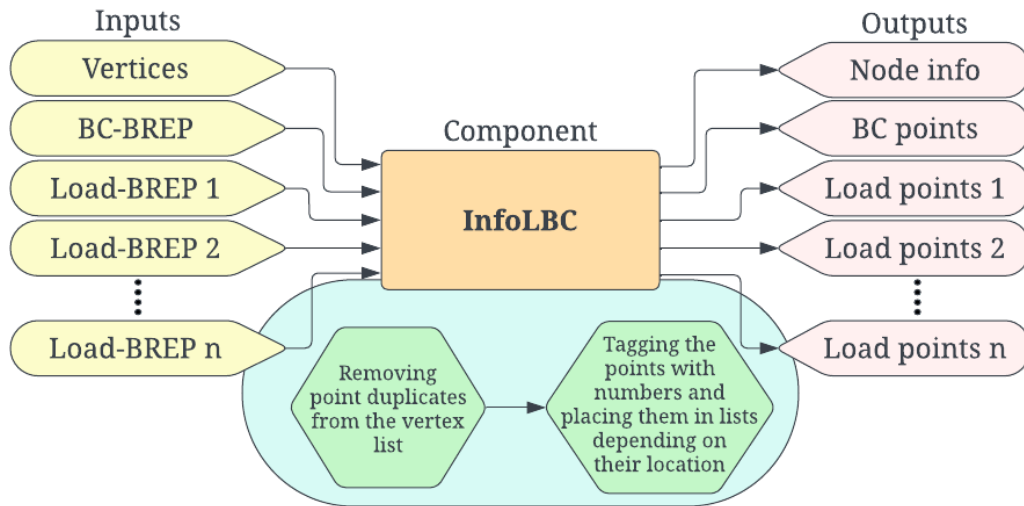 Inputs
Vertices
BC-BREP
Load-BREP 1
Load-BREP 2
Load-BREP n
Component
InfoLBC
Removing
point duplicates
from the vertex
list
Tagging the
points with
numbers and
placing them in lists
depending on
their location
Outputs
Node info
BC points
Load points 1
Load points 2
Load points n